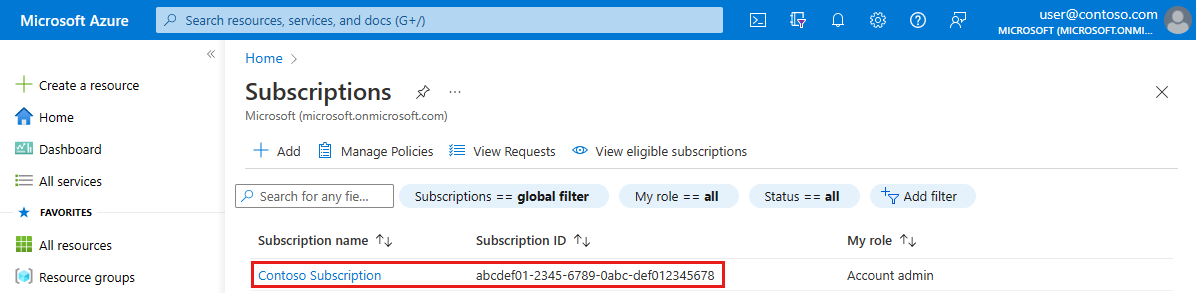 Microsoft Azure
Search resources, services, and docs (G+/)
user@contoso.com
MICROSOFT (MICROSOFT.ONMI...
«
Create a resource
Home
Dashboard
All services
FAVORITES
All resources
Resource groups
Home >
Subscriptions ...
Microsoft (microsoft.onmicrosoft.com)
+ Add Manage Policies View Requests View eligible subscriptions
Search for any fie... Subscriptions == global filter My role == all Status == all Add filter
Subscription name ↑↓ Subscription ID ↑↓ My role ↑↓
Contoso Subscription abcdef01-2345-6789-0abc-def012345678 Account admin